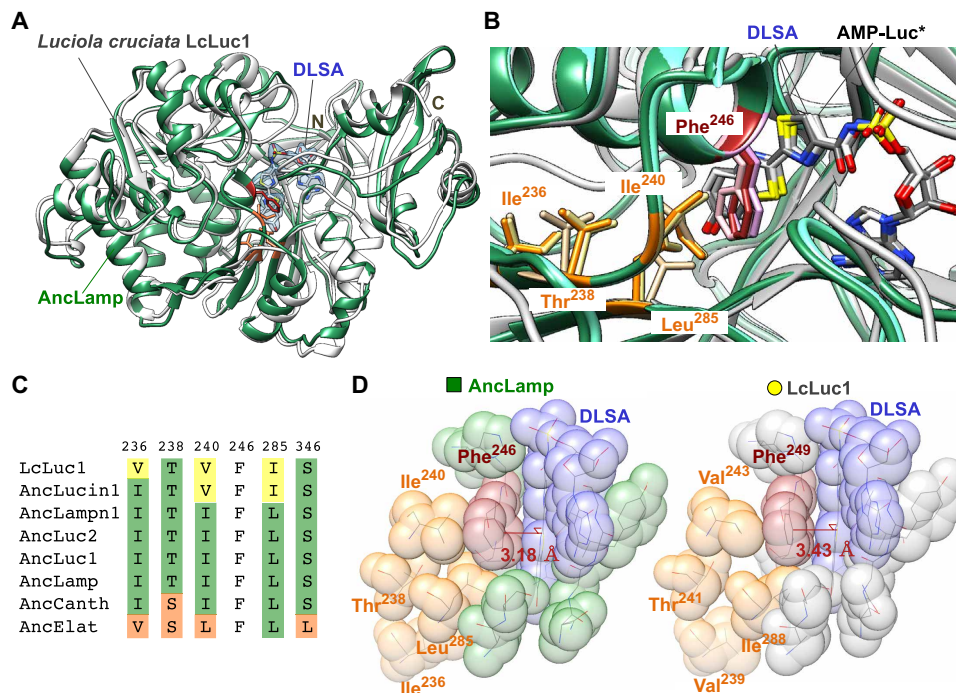 A
Luciola cruciata LcLuc1
DLSA
N
C
AncLamp
B
DLSA
AMP-Luc*
Phe246
Ile240
Ile236
Thr238
Leu285
C
236 238 240 246 285 346
LcLuc1 V T V F I S
AncLucin1 I T V F I S
AncLampn1 I T I F L S
AncLuc2 I T I F L S
AncLuc1 I T I F L S
AncLamp I T I F L S
AncCanth I S I F L S
AncElat V S L F L L
D
AncLamp
DLSA
Phe246
Ile240
3.18 Å
Thr238
Leu285
Ile236
LcLuc1
DLSA
Phe249
Val243
3.43 Å
Thr241
Ile288
Val239